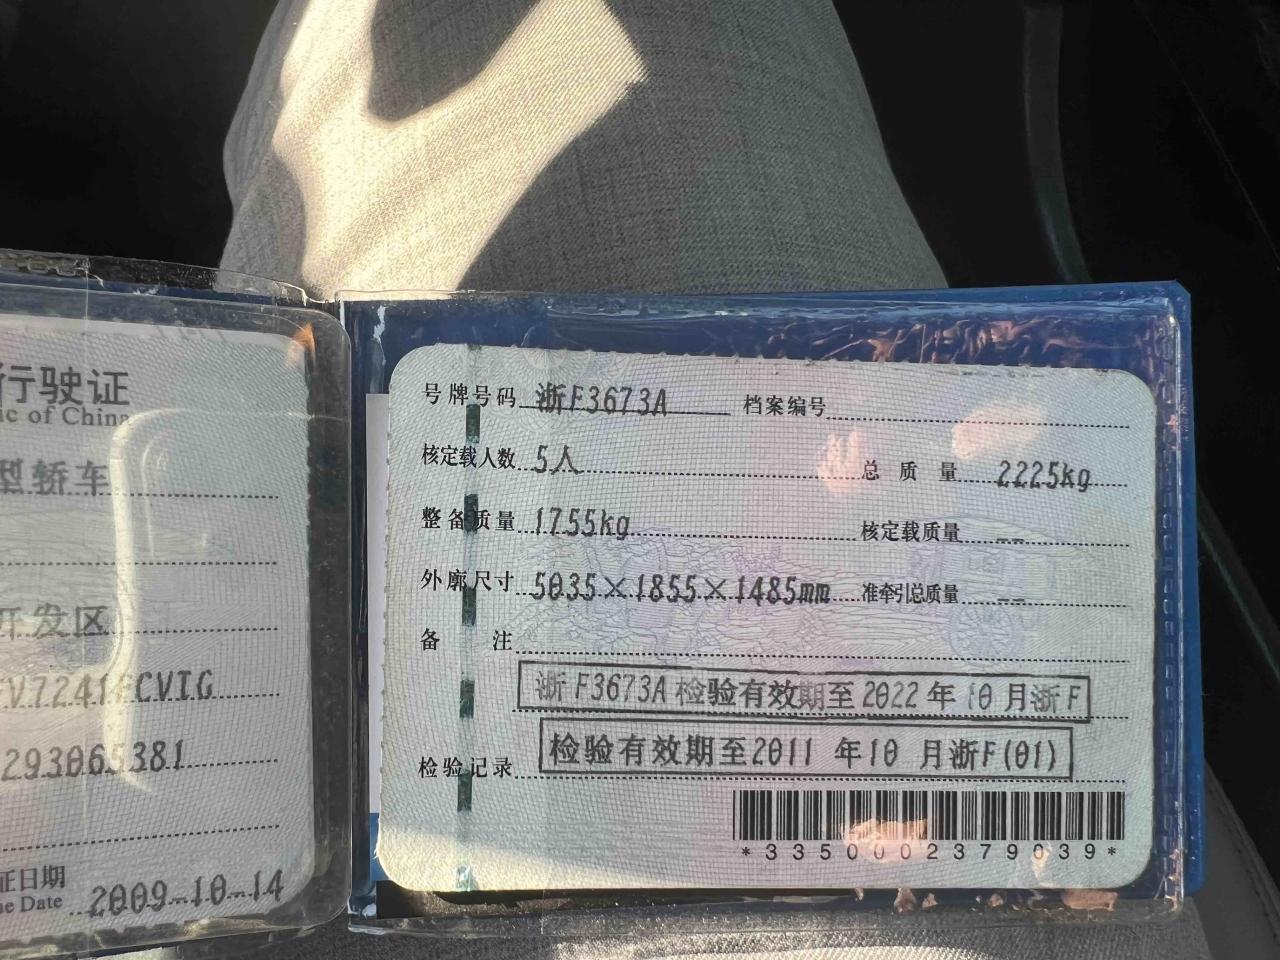 行驶证
ic of China
型轿车
开发区
V7241FCVTG
293065381
证日期
ue Date 2009-10-14
号牌号码 浙F3673A 档案编号
核定载人数 5人 总质量 2225kg
整备质量 1755kg 核定载质量 --
外廓尺寸 5035×1855×1485mm 准牵引总质量 --
备注
浙F3673A 检验有效期至2022年10月浙F
检验有效期至2011 年10 月浙F(01)
检验记录
*3350002379039*